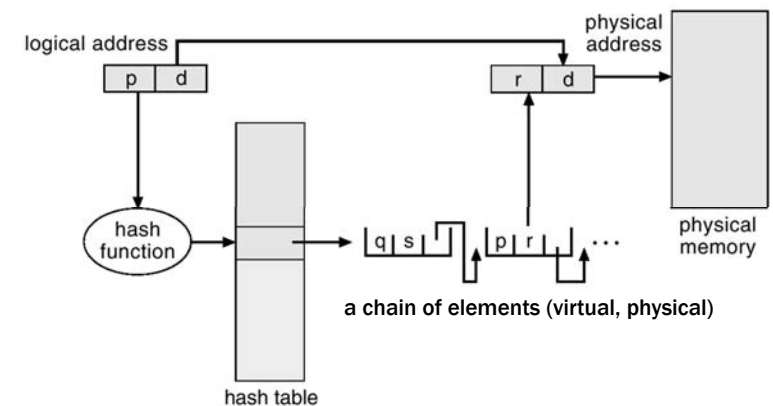 logical address
p d
physical
address
r d
hash
function
q s
p r
...
physical
memory
a chain of elements (virtual, physical)
hash table